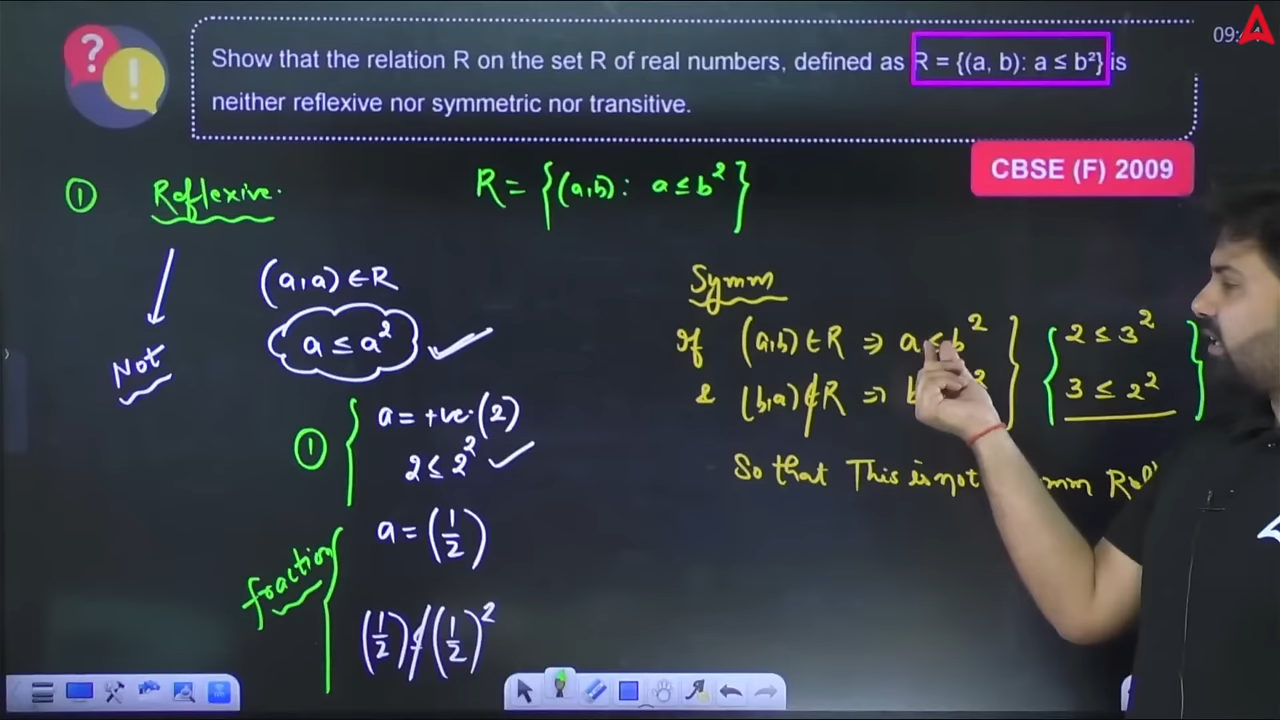 Show that the relation R on the set R of real numbers, defined as R = {(a, b): a ≤ b²} is
neither reflexive nor symmetric nor transitive.
CBSE (F) 2009
① Reflexive.
R = {(a,b): a ≤ b²}
(a,a) ∈ R
a ≤ a²
Not
① a = +ve. (2)
2 ≤ 2²
fraction
a = (1/2)
(1/2) ≰ (1/2)²
Symm
If (a,b) ∈ R ⇒ a ≤ b²
& (b,a) ∉ R ⇒ b
2 ≤ 3²
3 ≤ 2²
So that This is not